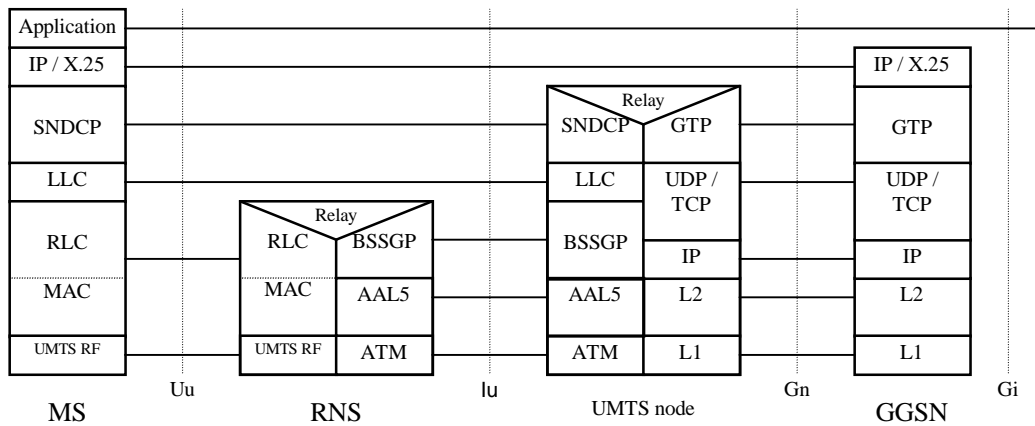 Application
IP / X.25 IP / X.25
Relay
SNDCP SNDCP GTP GTP
LLC LLC UDP / TCP UDP / TCP
Relay
RLC RLC BSSGP BSSGP IP IP
MAC MAC AAL5 AAL5 L2 L2
UMTS RF UMTS RF ATM ATM L1 L1
Uu Iu Gn Gi
MS RNS UMTS node GGSN